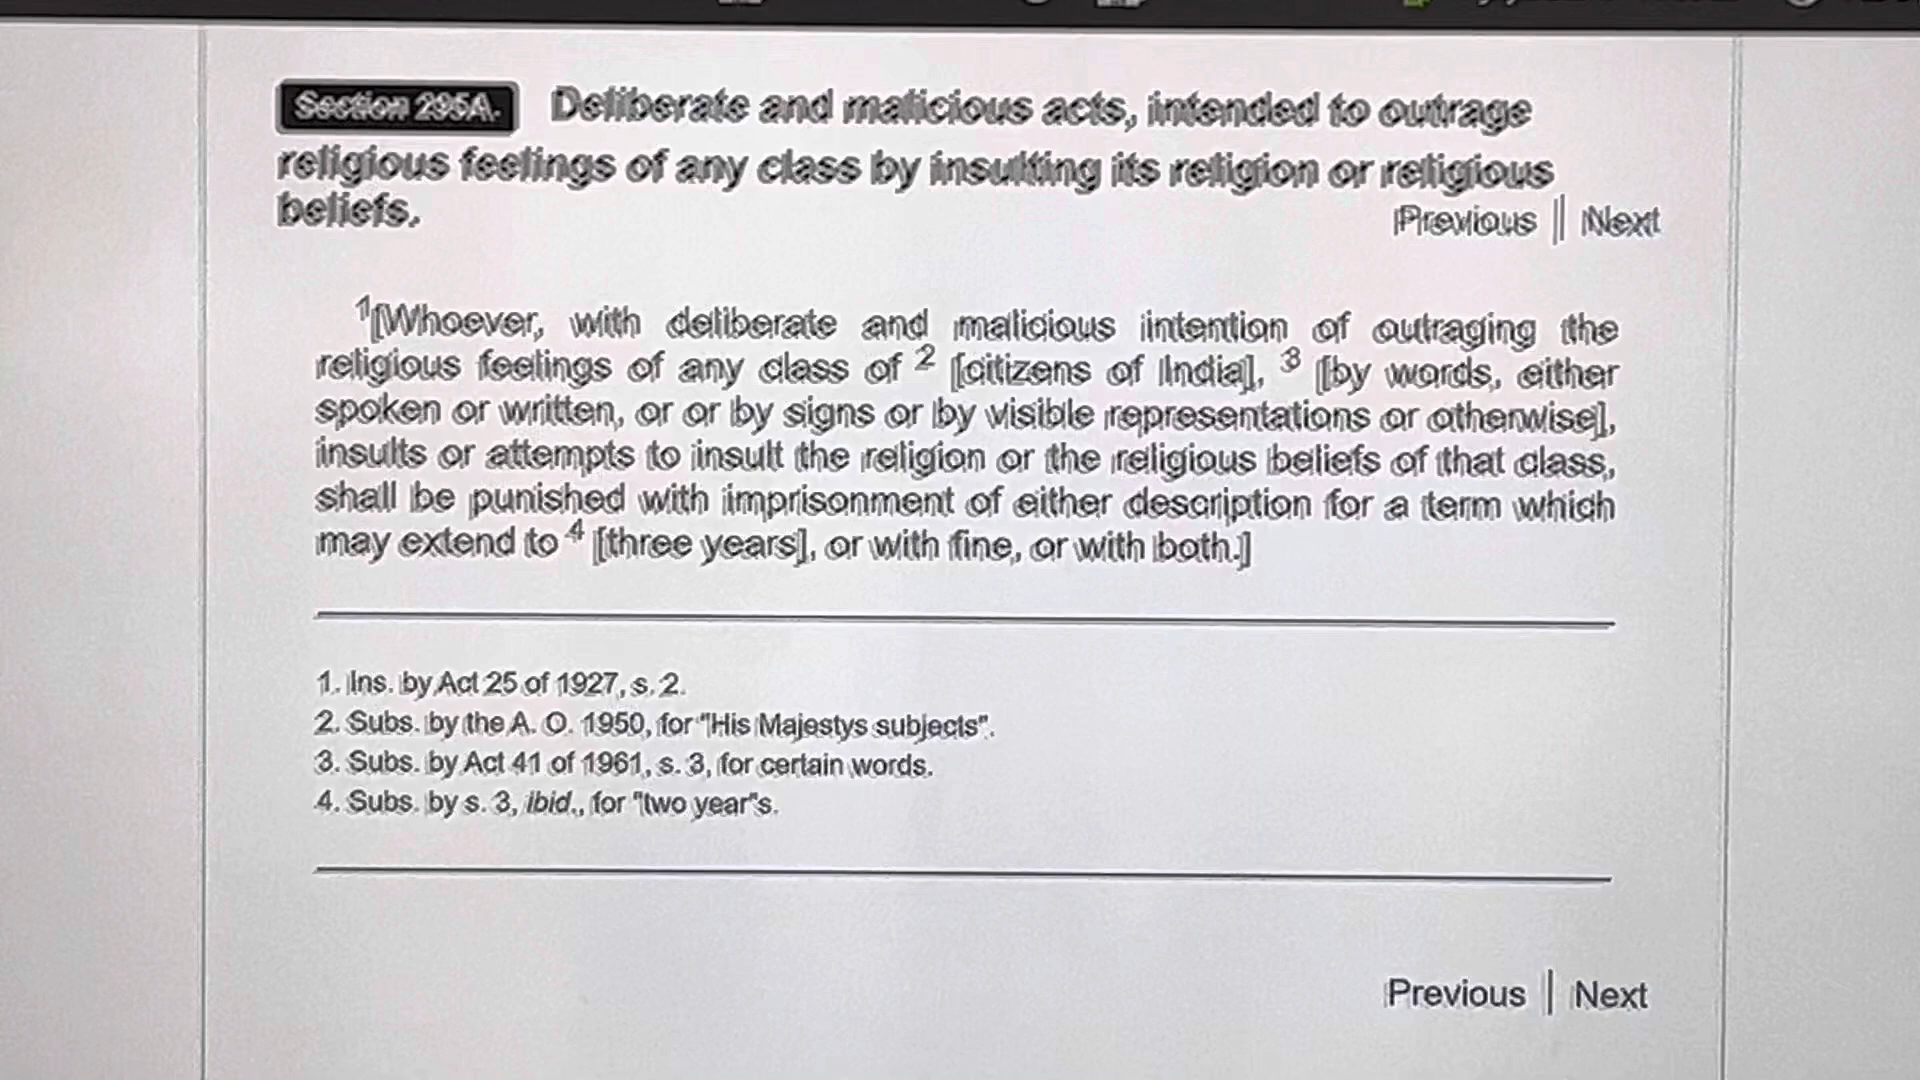 Section 295A. Deliberate and malicious acts, intended to outrage
religious feelings of any class by insulting its religion or religious
beliefs.
Previous | Next
1[Whoever, with deliberate and malicious intention of outraging the
religious feelings of any class of 2 [citizens of India], 3 [by words, either
spoken or written, or or by signs or by visible representations or otherwise],
insults or attempts to insult the religion or the religious beliefs of that class,
shall be punished with imprisonment of either description for a term which
may extend to 4 [three years], or with fine, or with both.]
1. Ins. by Act 25 of 1927, s. 2.
2. Subs. by the A. O. 1950, for "His Majestys subjects".
3. Subs. by Act 41 of 1961, s. 3, for certain words.
4. Subs. by s. 3, ibid., for "two year"s.
Previous | Next